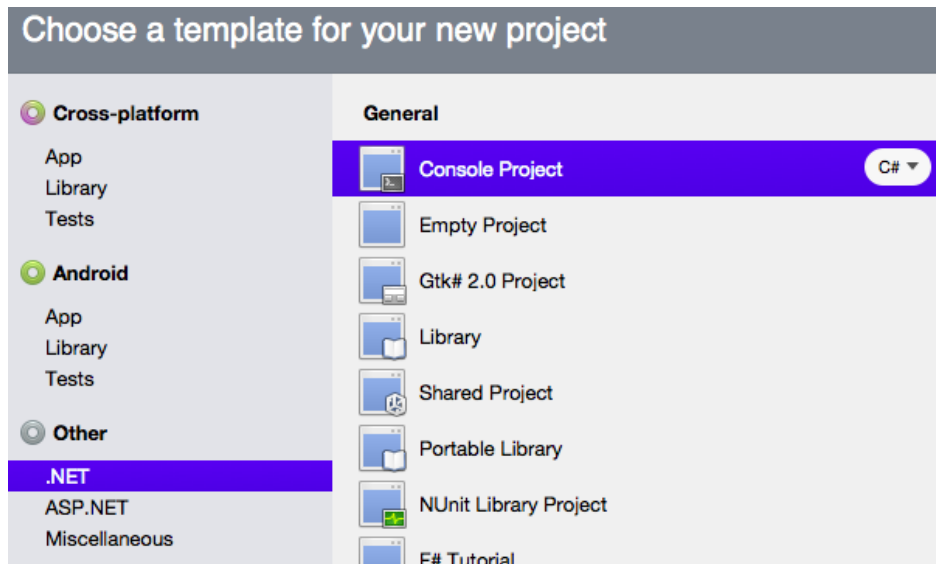 Choose a template for your new project
Cross-platform
App
Library
Tests
Android
App
Library
Tests
Other
.NET
ASP.NET
Miscellaneous
General
Console Project
C#
Empty Project
Gtk# 2.0 Project
Library
Shared Project
Portable Library
NUnit Library Project
F# Tutorial